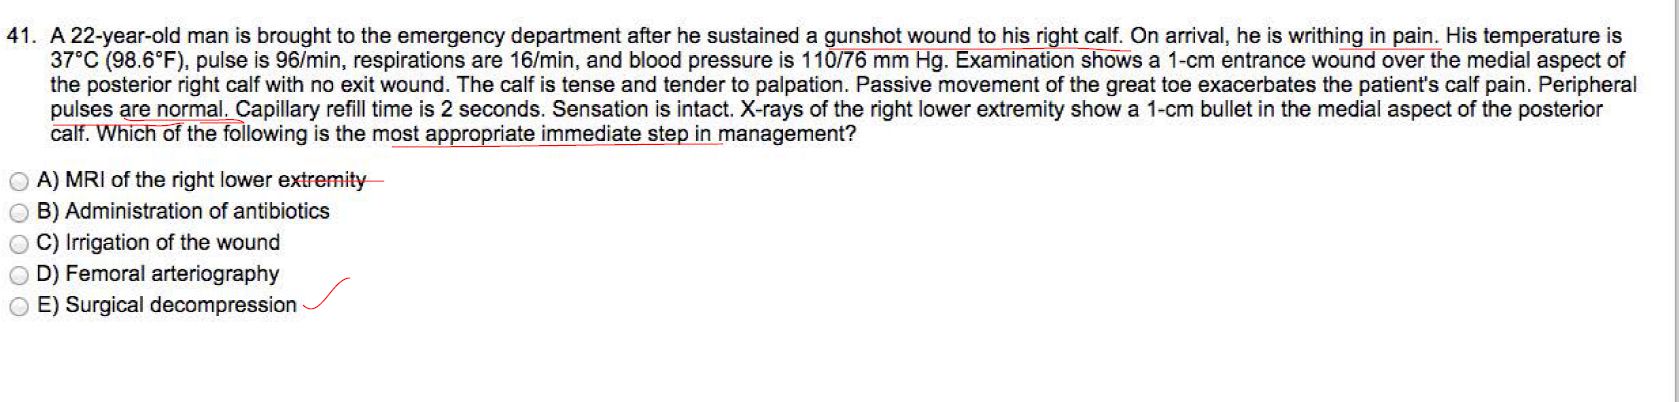 41. A 22-year-old man is brought to the emergency department after he sustained a gunshot wound to his right calf. On arrival, he is writhing in pain. His temperature is
37°C (98.6°F), pulse is 96/min, respirations are 16/min, and blood pressure is 110/76 mm Hg. Examination shows a 1-cm entrance wound over the medial aspect of
the posterior right calf with no exit wound. The calf is tense and tender to palpation. Passive movement of the great toe exacerbates the patient's calf pain. Peripheral
pulses are normal. Capillary refill time is 2 seconds. Sensation is intact. X-rays of the right lower extremity show a 1-cm bullet in the medial aspect of the posterior
calf. Which of the following is the most appropriate immediate step in management?
A) MRI of the right lower extremity
B) Administration of antibiotics
C) Irrigation of the wound
D) Femoral arteriography
E) Surgical decompression